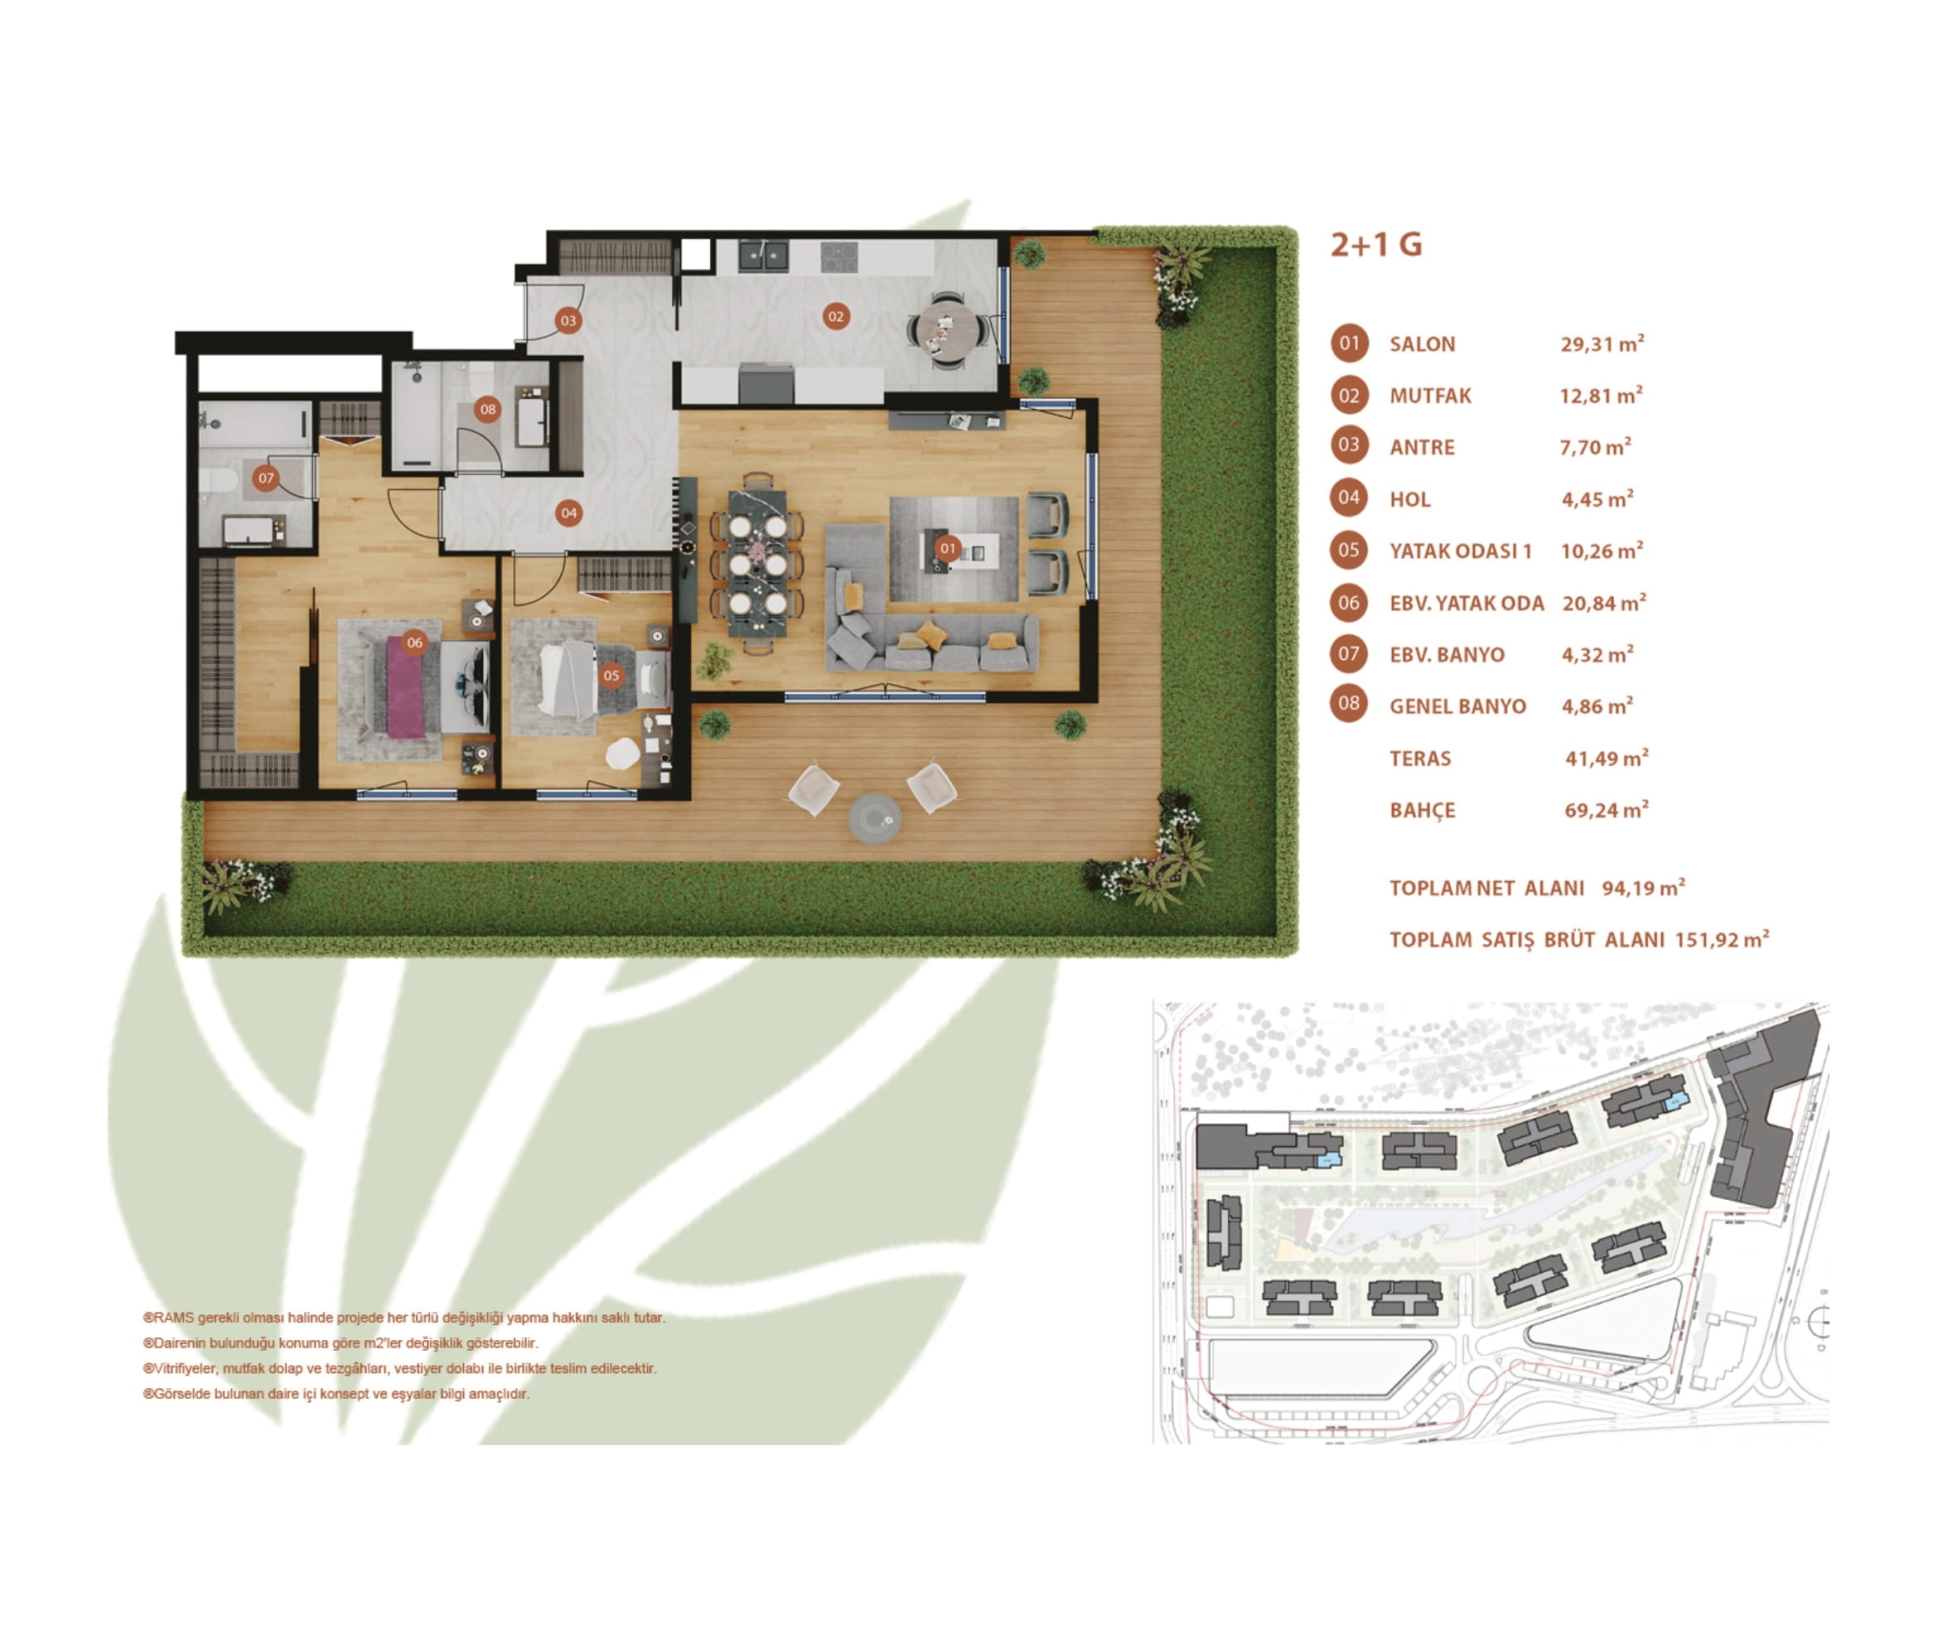 2+1 G
01 SALON 29,31 m²
02 MUTFAK 12,81 m²
03 ANTRE 7,70 m²
04 HOL 4,45 m²
05 YATAK ODASI 1 10,26 m²
06 EBV. YATAK ODA 20,84 m²
07 EBV. BANYO 4,32 m²
08 GENEL BANYO 4,86 m²
TERAS 41,49 m²
BAHÇE 69,24 m²
TOPLAM NET ALANI 94,19 m²
TOPLAM SATIŞ BRÜT ALANI 151,92 m²
03
02
08
07
04
01
06
05
®RAMS gerekli olması halinde projede her türlü değişikliği yapma hakkını saklı tutar.
®Dairenin bulunduğu konuma göre m2'ler değişiklik gösterebilir.
®Vitrifiyeler, mutfak dolap ve tezgâhları, vestiyer dolabı ile birlikte teslim edilecektir.
®Görselde bulunan daire içi konsept ve eşyalar bilgi amaçlıdır.